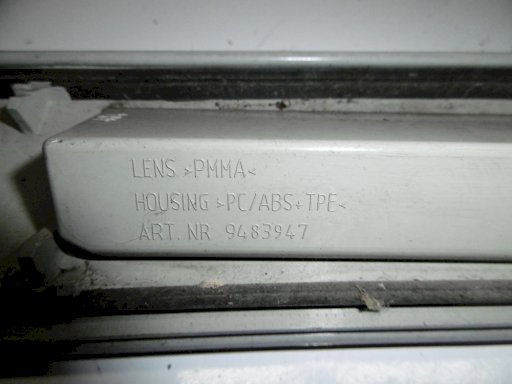 LENS >PMMA<
HOUSING >PC/ABS+TPE<
ART. NR 9483947